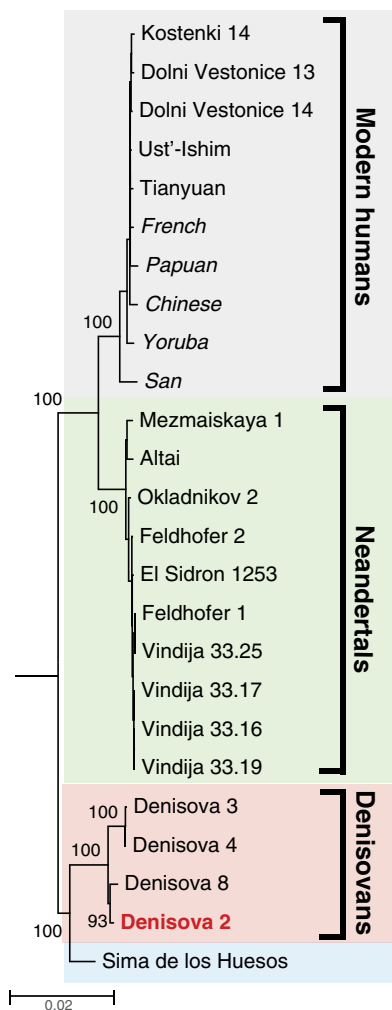 Kostenki 14
Dolni Vestonice 13
Dolni Vestonice 14
Ust'-Ishim
Tianyuan
French
Papuan
Chinese
100
Yoruba
San
Modern humans
100
Mezmaiskaya 1
Altai
Okladnikov 2
100
Feldhofer 2
El Sidron 1253
Feldhofer 1
Vindija 33.25
Vindija 33.17
Vindija 33.16
Vindija 33.19
Neandertals
Denisova 3
100
Denisova 4
100
Denisova 8
93
Denisova 2
Denisovans
100
Sima de los Huesos
0.02